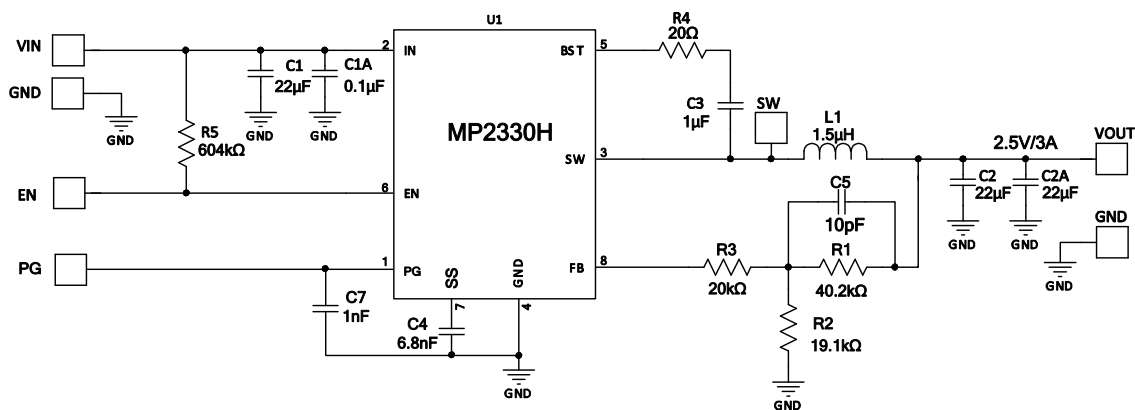 U1
VIN
2
IN
BST
5
R4
20Ω
C1
22µF
C1A
0.1µF
GND
GND
GND
GND
R5
604kΩ
MP2330H
C3
1µF
SW
L1
1.5µH
SW
3
2.5V/3A
VOUT
C2
22µF
C2A
22µF
EN
6
EN
C5
10pF
GND
GND
GND
GND
PG
1
PG
SS
GND
FB
8
R3
20kΩ
R1
40.2kΩ
C7
1nF
7
4
C4
6.8nF
R2
19.1kΩ
GND
GND